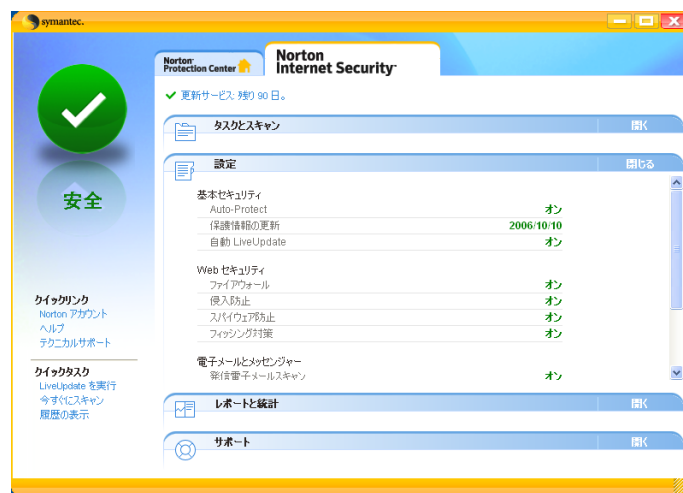 symantec.
Norton Protection Center
Norton Internet Security
更新サービス: 残り 90 日。
タスクとスキャン 開く
設定 閉じる
安全
基本セキュリティ
Auto-Protect オン
保護情報の更新 2006/10/10
自動 LiveUpdate オン
Web セキュリティ
ファイアウォール オン
侵入防止 オン
スパイウェア防止 オン
フィッシング対策 オン
電子メールとメッセンジャー
発信電子メールスキャン オン
クイックリンク
Norton アカウント
ヘルプ
テクニカルサポート
クイックタスク
LiveUpdate を実行
今すぐにスキャン
履歴の表示
レポートと統計 開く
サポート 開く